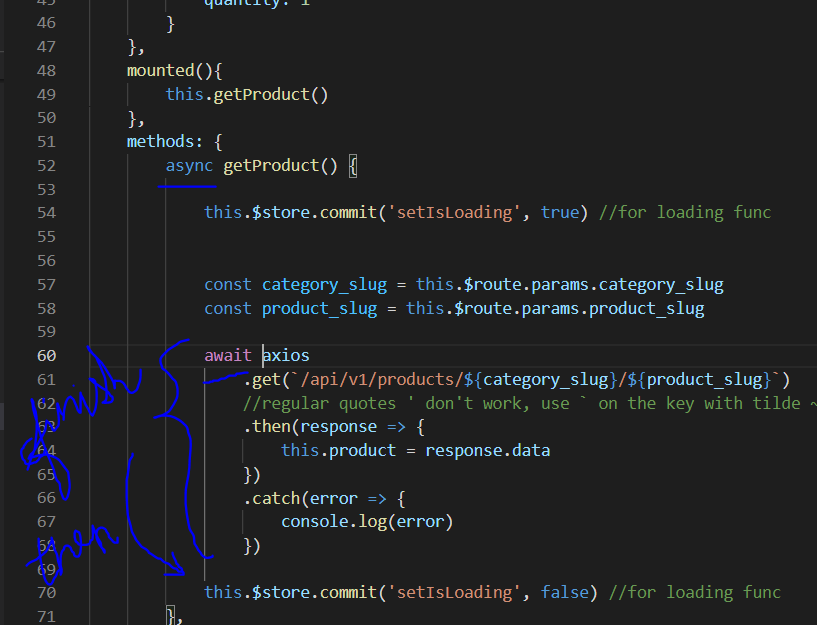 45 quantity: 1
46 }
47 },
48 mounted(){
49 this.getProduct()
50 },
51 methods: {
52 async getProduct() {
53
54 this.$store.commit('setIsLoading', true) //for loading func
55
56
57 const category_slug = this.$route.params.category_slug
58 const product_slug = this.$route.params.product_slug
59
60 await axios
61 .get(`/api/v1/products/${category_slug}/${product_slug}`)
62 //regular quotes ' don't work, use ` on the key with tilde ~
63 .then(response => {
64 this.product = response.data
65 })
66 .catch(error => {
67 console.log(error)
68 })
69
70 this.$store.commit('setIsLoading', false) //for loading func
71 },